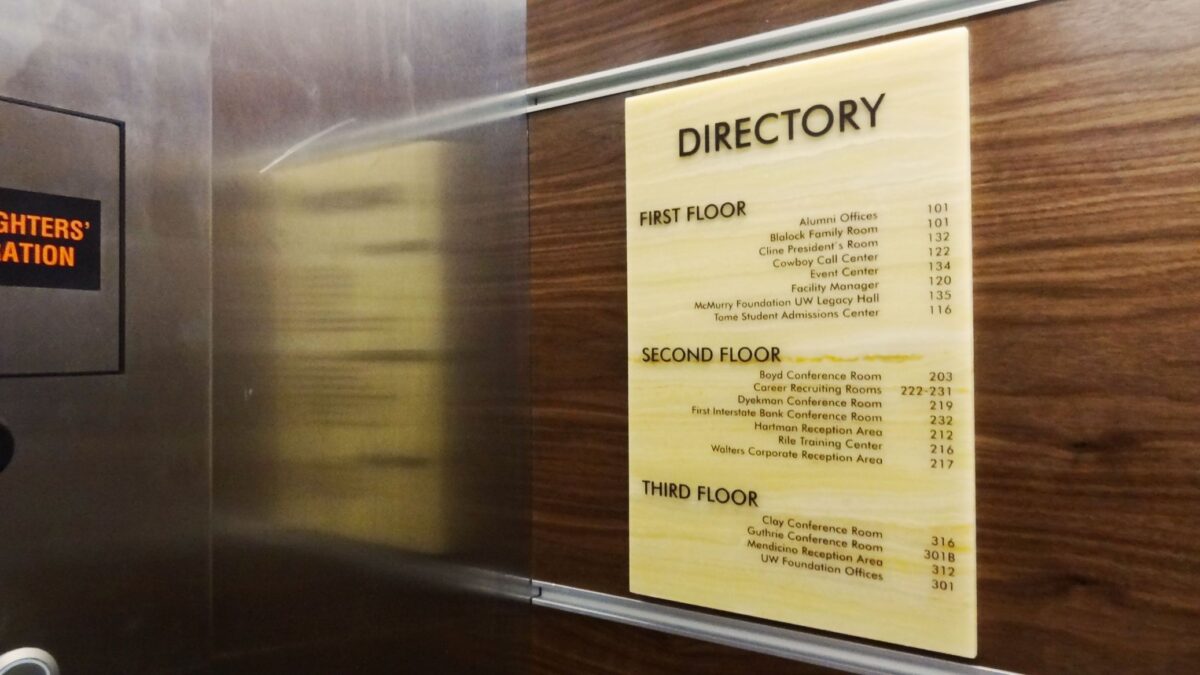 GHTERS'
ATION
DIRECTORY
FIRST FLOOR
Alumni Offices 101
Blalock Family Room 101
Cline President's Room 132
Cowboy Call Center 122
Event Center 134
Facility Manager 120
McMurry Foundation UW Legacy Hall 135
Tome Student Admissions Center 116
SECOND FLOOR
Boyd Conference Room 203
Career Recruiting Rooms 222-231
Dyekman Conference Room 219
First Interstate Bank Conference Room 232
Hartman Reception Area 212
Rile Training Center 216
Walters Corporate Reception Area 217
THIRD FLOOR
Clay Conference Room 316
Guthrie Conference Room 301B
Mendicino Reception Area 312
UW Foundation Offices 301